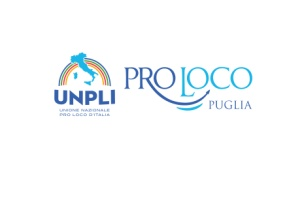 UNPLI
UNIONE NAZIONALE
PRO LOCO D'ITALIA
PRO LOCO
PUGLIA